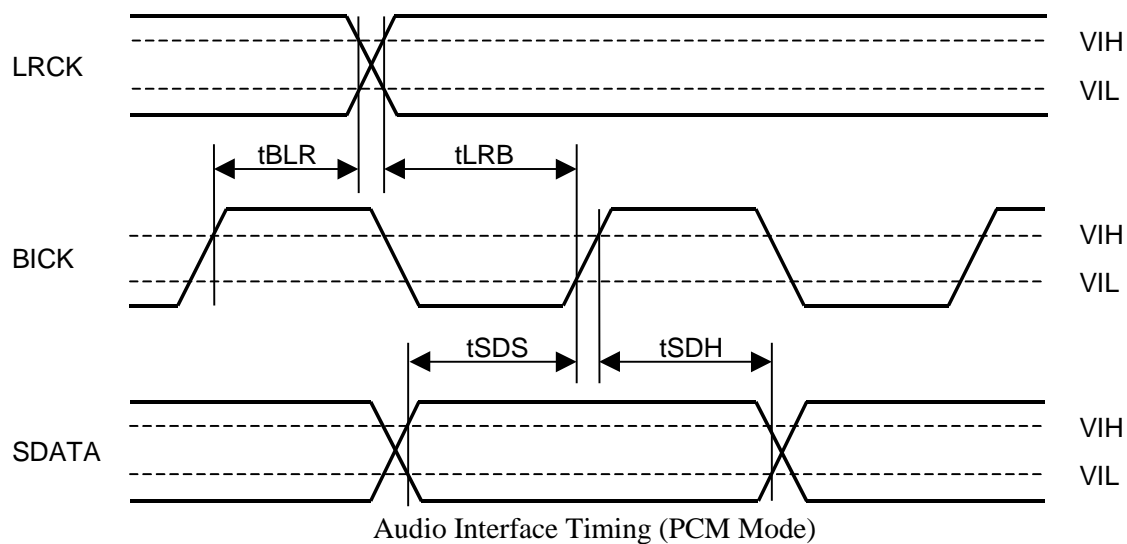 LRCK
VIH
VIL
tBLR
tLRB
BICK
VIH
VIL
tSDS
tSDH
SDATA
VIH
VIL
Audio Interface Timing (PCM Mode)